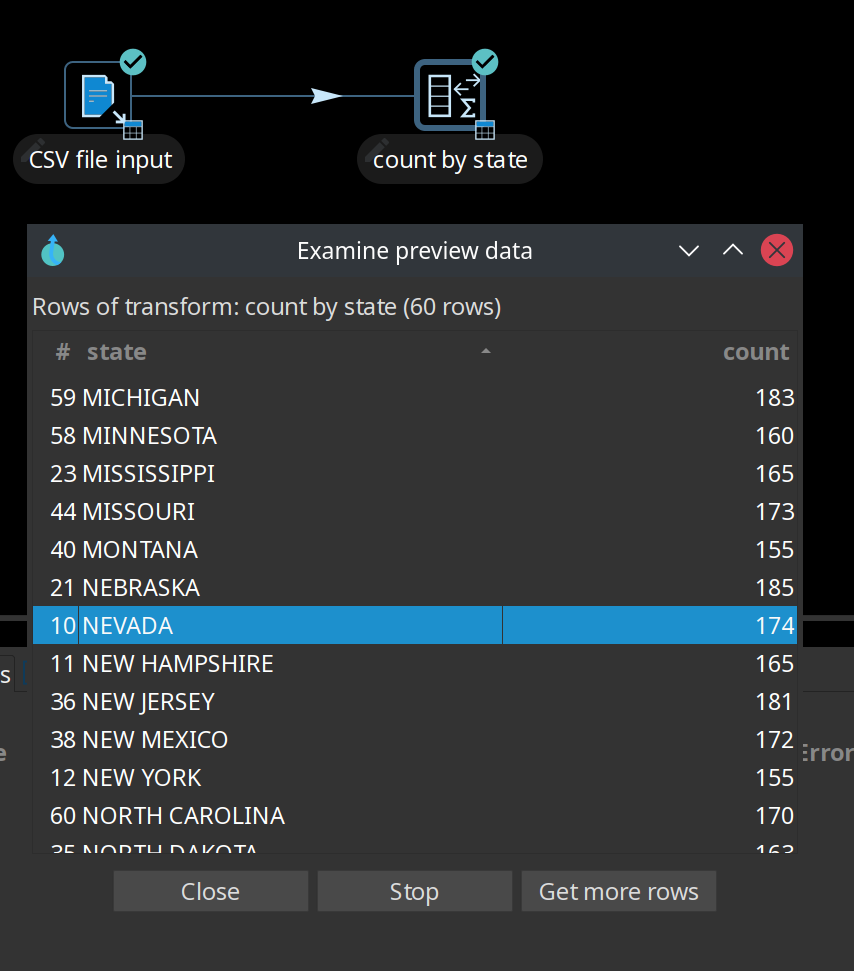 CSV file input
count by state
Examine preview data
Rows of transform: count by state (60 rows)
# state count
59 MICHIGAN 183
58 MINNESOTA 160
23 MISSISSIPPI 165
44 MISSOURI 173
40 MONTANA 155
21 NEBRASKA 185
10 NEVADA 174
11 NEW HAMPSHIRE 165
36 NEW JERSEY 181
38 NEW MEXICO 172
12 NEW YORK 155
60 NORTH CAROLINA 170
35 NORTH DAKOTA 163
s
e
Error
Close Stop Get more rows